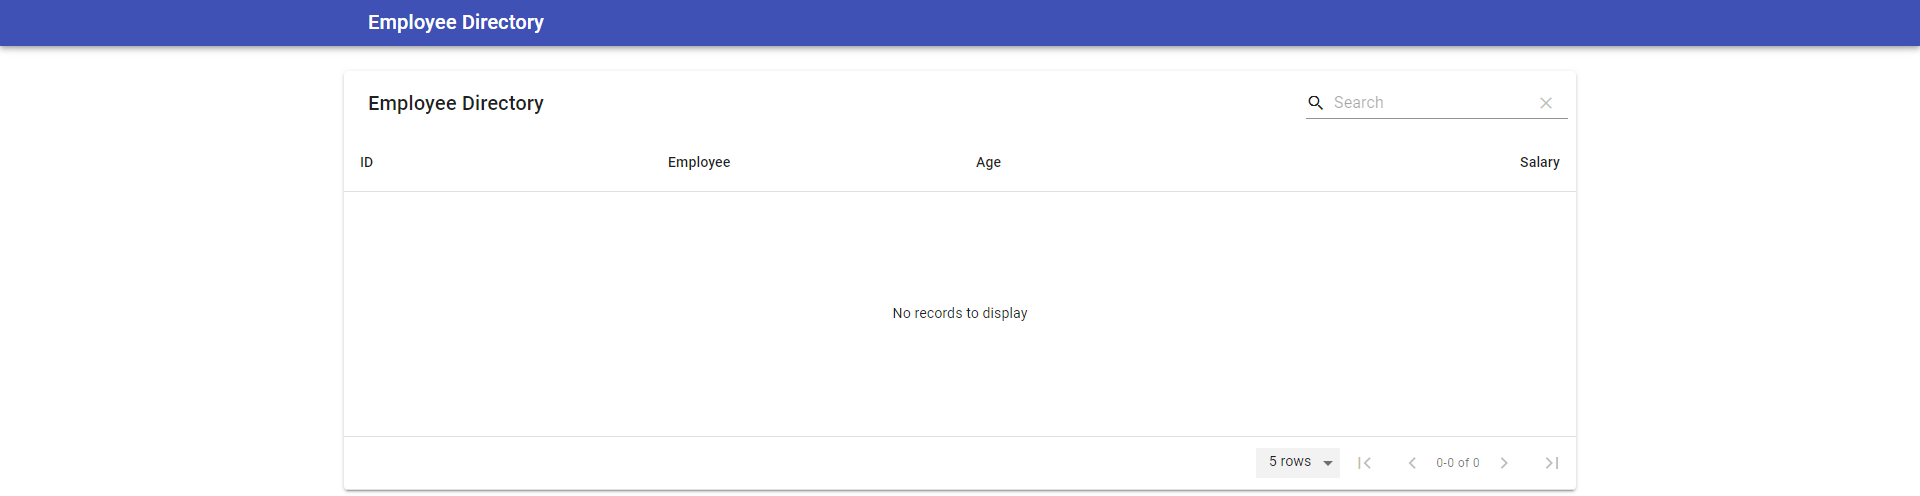 Employee Directory
Employee Directory
Search
ID Employee Age Salary
No records to display
5 rows 0-0 of 0